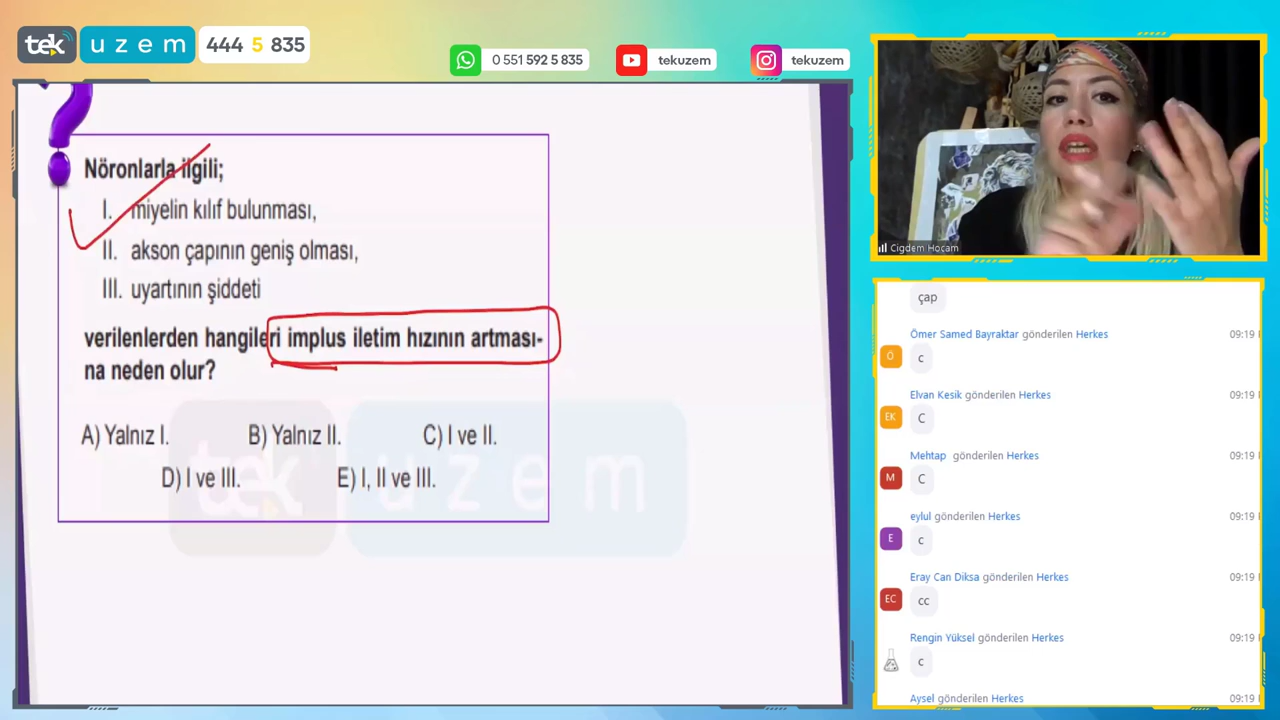 tek uzem 444 5 835
0 551 592 5 835
tekuzem
tekuzem
Nöronlarla ilgili;
I. miyelin kılıf bulunması,
II. akson çapının geniş olması,
III. uyartının şiddeti
verilenlerden hangileri implus iletim hızının artması-
na neden olur?
A) Yalnız I.
B) Yalnız II.
C) I ve II.
D) I ve III.
E) I, II ve III.
tek uzem
Cigdem Hocam
çap
Ömer Samed Bayraktar gönderilen Herkes 09:19
Ö
c
Elvan Kesik gönderilen Herkes 09:19
EK
C
Mehtap gönderilen Herkes 09:19
M
C
eylul gönderilen Herkes 09:19
E
c
Eray Can Diksa gönderilen Herkes 09:19
EC
cc
Rengin Yüksel gönderilen Herkes 09:19
c
Aysel gönderilen Herkes 09:19